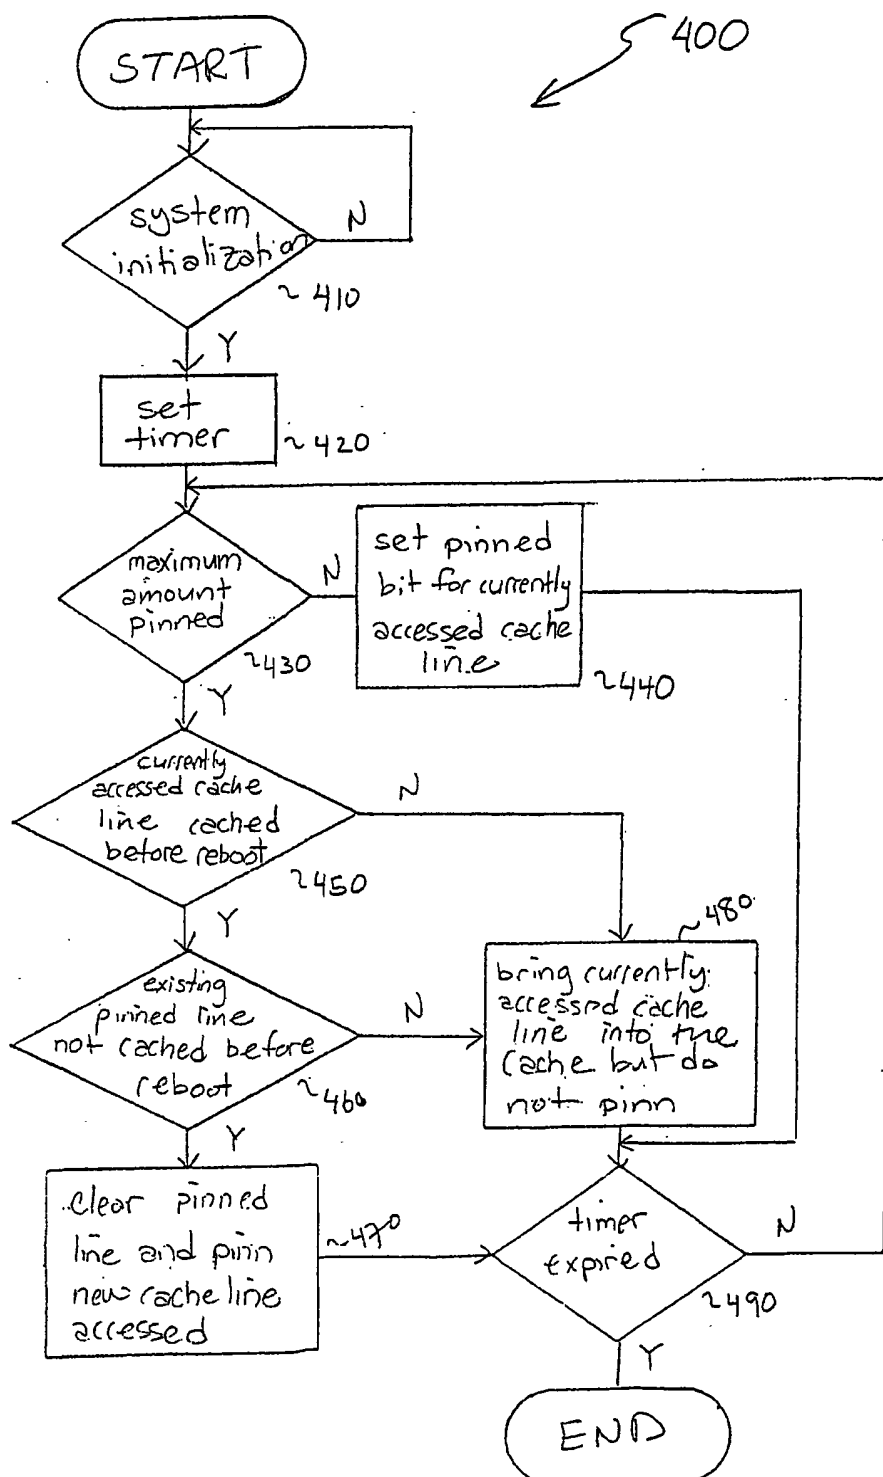 400
START
system
initialization
N
~410
Y
set
timer
~420
maximum
amount
pinned
N
~430
set pinned
bit for currently
accessed cache
line
~440
Y
currently
accessed cache
line cached
before reboot
N
~450
Y
~480
bring currently
accessed cache
line into the
cache but do
not pinn
existing
pinned line
not cached before
reboot
N
~460
Y
clear pinned
line and pinn
new cache line
accessed
~470
timer
expired
N
~490
Y
END